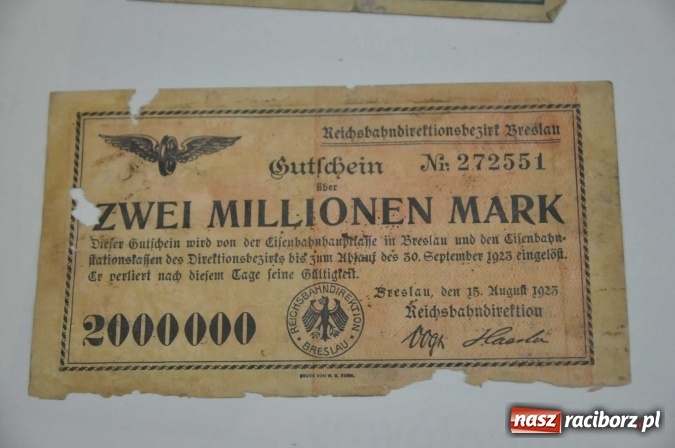 Reichsbahndirektionsbezirk Breslau
Gutschein Nr. 272551
über
ZWEI MILLIONEN MARK
Dieser Gutschein wird von der Eisenbahnhauptkasse in Breslau und den Eisenbahn-
stationskassen des Direktionsbezirks bis zum Ablauf des 30. September 1923 eingelöst.
Er verliert nach diesem Tage seine Gültigkeit.
Breslau, den 15. August 1923
Reichsbahndirektion
2000000
REICHSBAHNDIREKTION
BRESLAU
nasz raciborz.pl